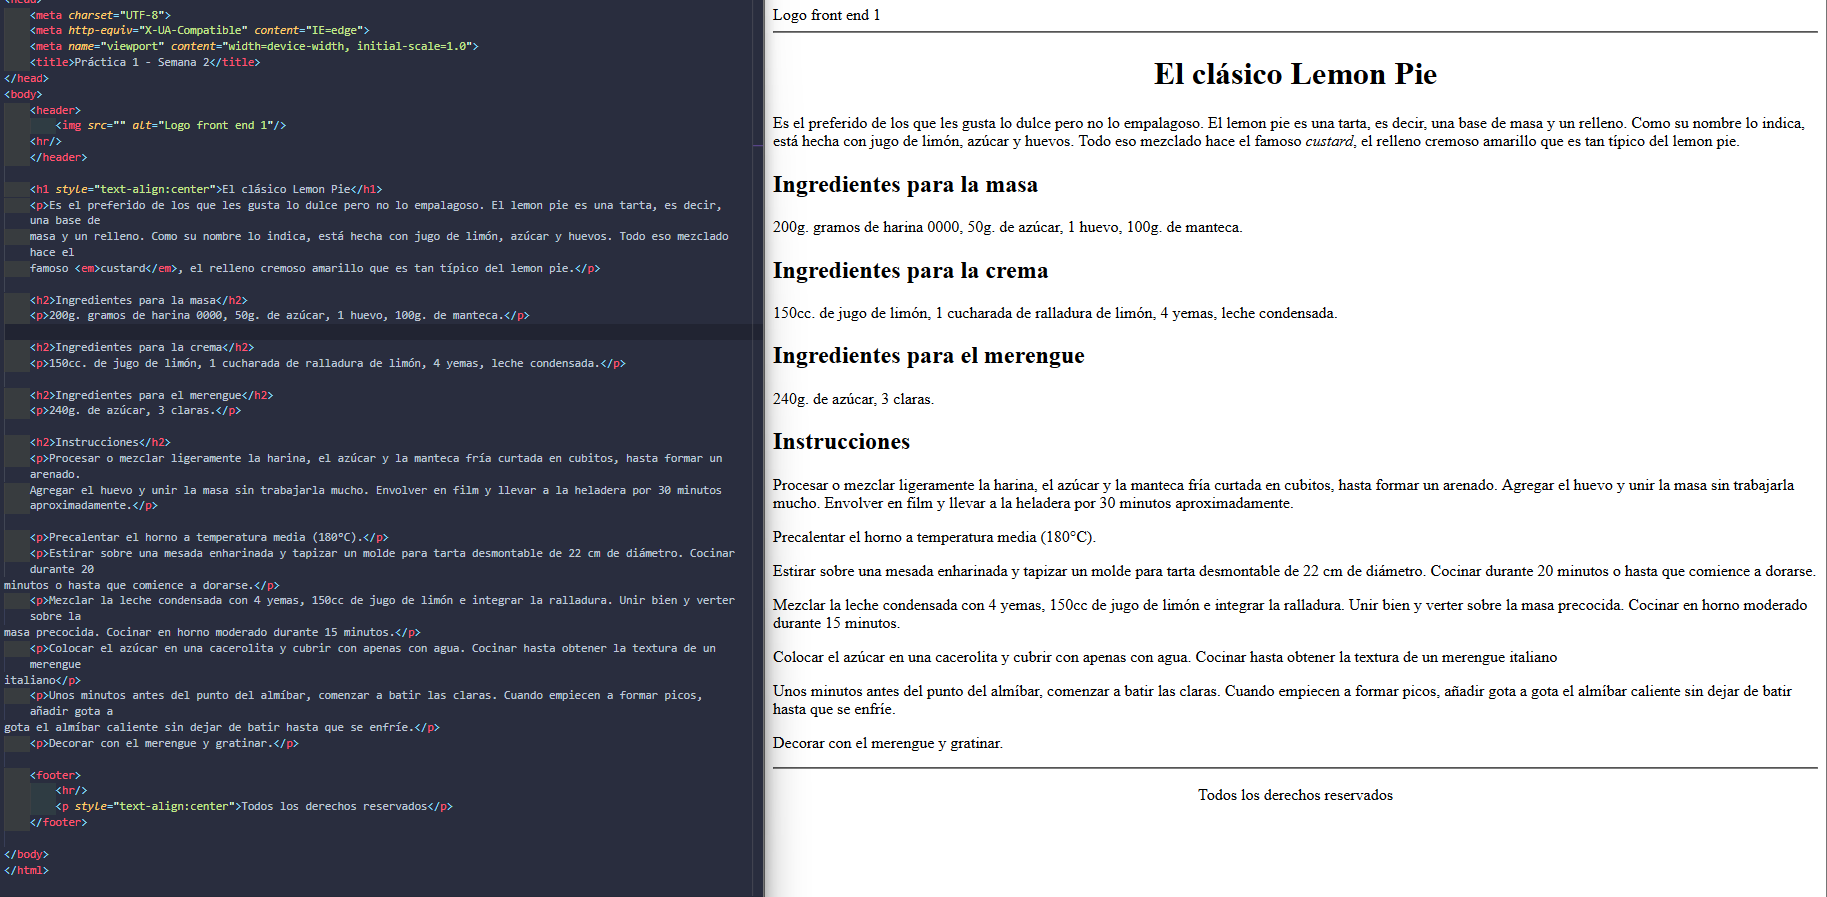 <head>
<meta charset="UTF-8">
<meta http-equiv="X-UA-Compatible" content="IE=edge">
<meta name="viewport" content="width=device-width, initial-scale=1.0">
<title>Práctica 1 - Semana 2</title>
</head>
<body>
<header>
<img src="" alt="Logo front end 1"/>
<hr/>
</header>
<h1 style="text-align:center">El clásico Lemon Pie</h1>
<p>Es el preferido de los que les gusta lo dulce pero no lo empalagoso. El lemon pie es una tarta, es decir,
una base de
masa y un relleno. Como su nombre lo indica, está hecha con jugo de limón, azúcar y huevos. Todo eso mezclado
hace el
famoso <em>custard</em>, el relleno cremoso amarillo que es tan típico del lemon pie.</p>
<h2>Ingredientes para la masa</h2>
<p>200g. gramos de harina 0000, 50g. de azúcar, 1 huevo, 100g. de manteca.</p>
<h2>Ingredientes para la crema</h2>
<p>150cc. de jugo de limón, 1 cucharada de ralladura de limón, 4 yemas, leche condensada.</p>
<h2>Ingredientes para el merengue</h2>
<p>240g. de azúcar, 3 claras.</p>
<h2>Instrucciones</h2>
<p>Procesar o mezclar ligeramente la harina, el azúcar y la manteca fría curtada en cubitos, hasta formar un
arenado.
Agregar el huevo y unir la masa sin trabajarla mucho. Envolver en film y llevar a la heladera por 30 minutos
aproximadamente.</p>
<p>Precalentar el horno a temperatura media (180°C).</p>
<p>Estirar sobre una mesada enharinada y tapizar un molde para tarta desmontable de 22 cm de diámetro. Cocinar
durante 20
minutos o hasta que comience a dorarse.</p>
<p>Mezclar la leche condensada con 4 yemas, 150cc de jugo de limón e integrar la ralladura. Unir bien y verter
sobre la
masa precocida. Cocinar en horno moderado durante 15 minutos.</p>
<p>Colocar el azúcar en una cacerolita y cubrir con apenas con agua. Cocinar hasta obtener la textura de un
merengue
italiano</p>
<p>Unos minutos antes del punto del almíbar, comenzar a batir las claras. Cuando empiecen a formar picos,
añadir gota a
gota el almíbar caliente sin dejar de batir hasta que se enfríe.</p>
<p>Decorar con el merengue y gratinar.</p>
<footer>
<hr/>
<p style="text-align:center">Todos los derechos reservados</p>
</footer>
</body>
</html>
Logo front end 1
El clásico Lemon Pie
Es el preferido de los que les gusta lo dulce pero no lo empalagoso. El lemon pie es una tarta, es decir, una base de masa y un relleno. Como su nombre lo indica,
está hecha con jugo de limón, azúcar y huevos. Todo eso mezclado hace el famoso custard, el relleno cremoso amarillo que es tan típico del lemon pie.
Ingredientes para la masa
200g. gramos de harina 0000, 50g. de azúcar, 1 huevo, 100g. de manteca.
Ingredientes para la crema
150cc. de jugo de limón, 1 cucharada de ralladura de limón, 4 yemas, leche condensada.
Ingredientes para el merengue
240g. de azúcar, 3 claras.
Instrucciones
Procesar o mezclar ligeramente la harina, el azúcar y la manteca fría curtada en cubitos, hasta formar un arenado. Agregar el huevo y unir la masa sin trabajarla
mucho. Envolver en film y llevar a la heladera por 30 minutos aproximadamente.
Precalentar el horno a temperatura media (180°C).
Estirar sobre una mesada enharinada y tapizar un molde para tarta desmontable de 22 cm de diámetro. Cocinar durante 20 minutos o hasta que comience a dorarse.
Mezclar la leche condensada con 4 yemas, 150cc de jugo de limón e integrar la ralladura. Unir bien y verter sobre la masa precocida. Cocinar en horno moderado
durante 15 minutos.
Colocar el azúcar en una cacerolita y cubrir con apenas con agua. Cocinar hasta obtener la textura de un merengue italiano
Unos minutos antes del punto del almíbar, comenzar a batir las claras. Cuando empiecen a formar picos, añadir gota a gota el almíbar caliente sin dejar de batir
hasta que se enfríe.
Decorar con el merengue y gratinar.
Todos los derechos reservados